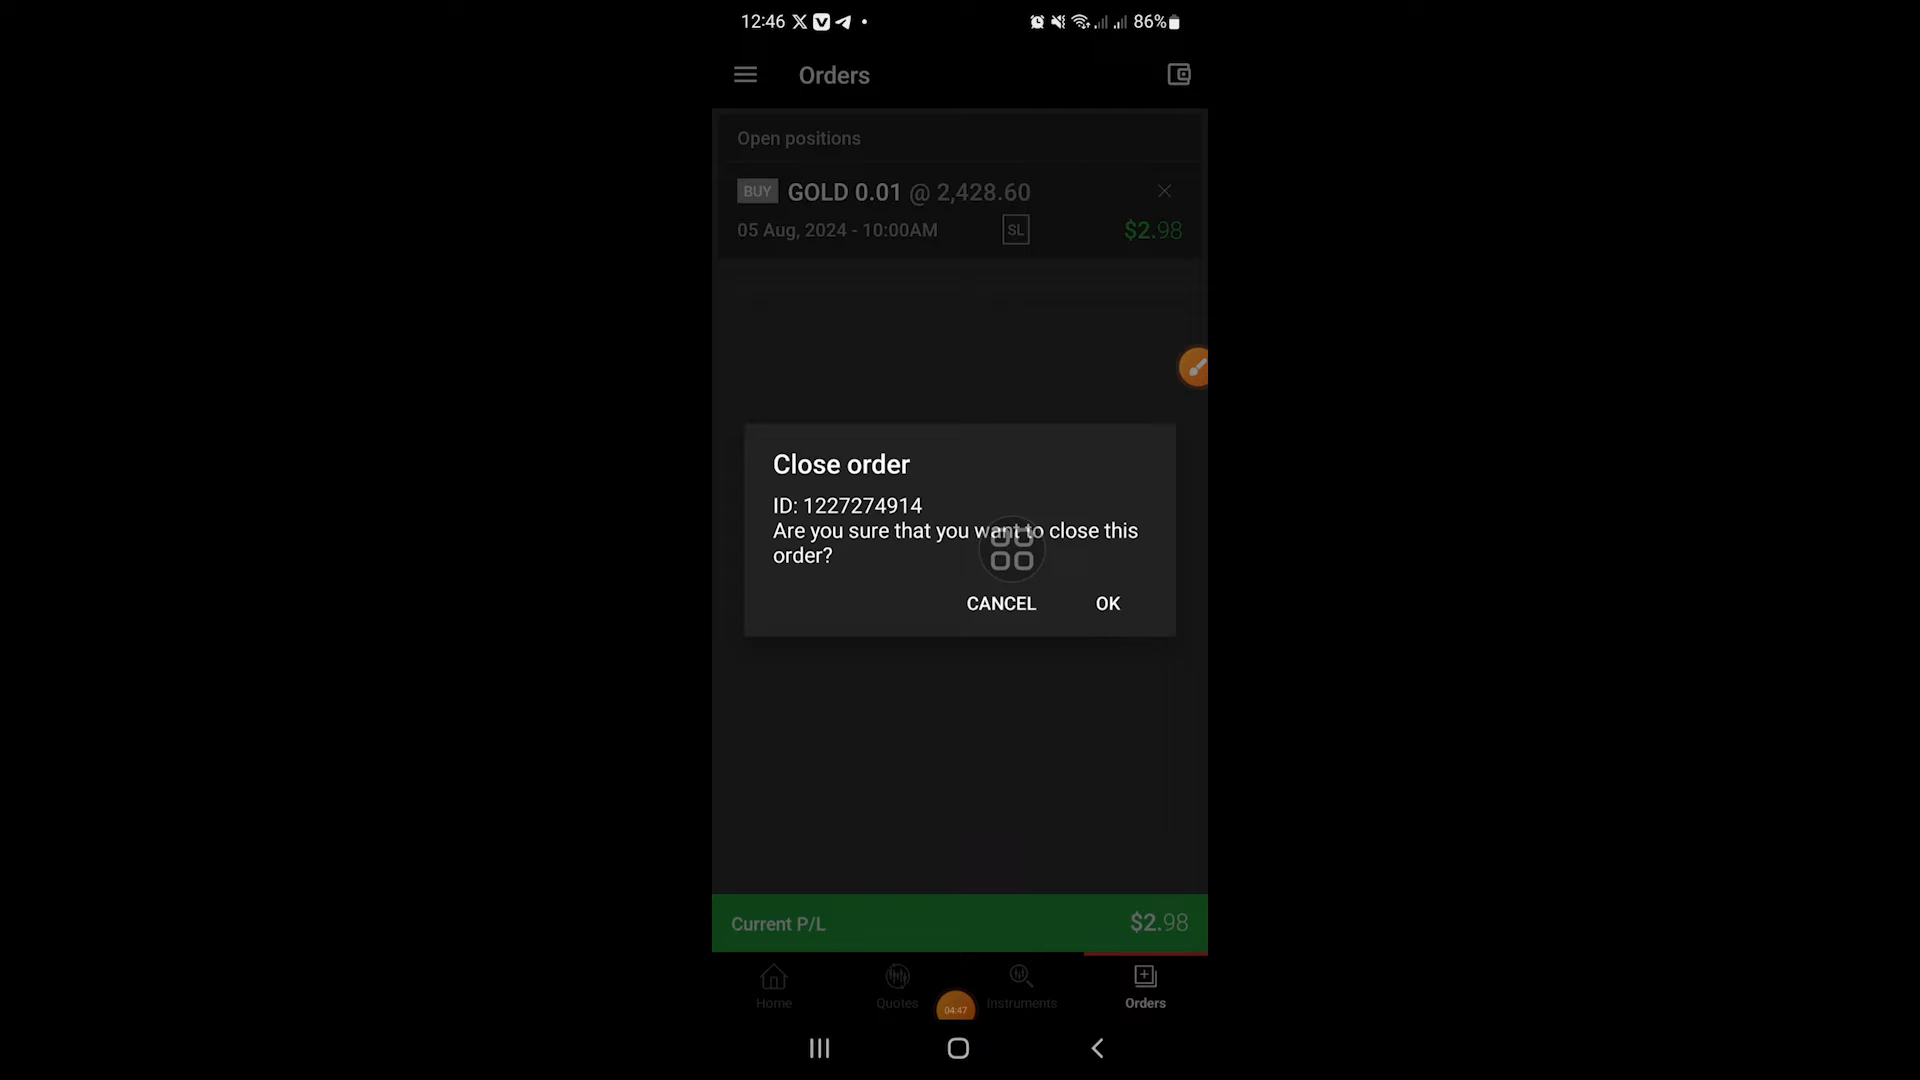 12:46 86%
Orders
Open positions
BUY GOLD 0.01 @ 2,428.60
05 Aug, 2024 - 10:00AM SL $2.98
Close order
ID: 1227274914
Are you sure that you want to close this
order?
CANCEL OK
Current P/L $2.98
Home Quotes Instruments Orders
04:47